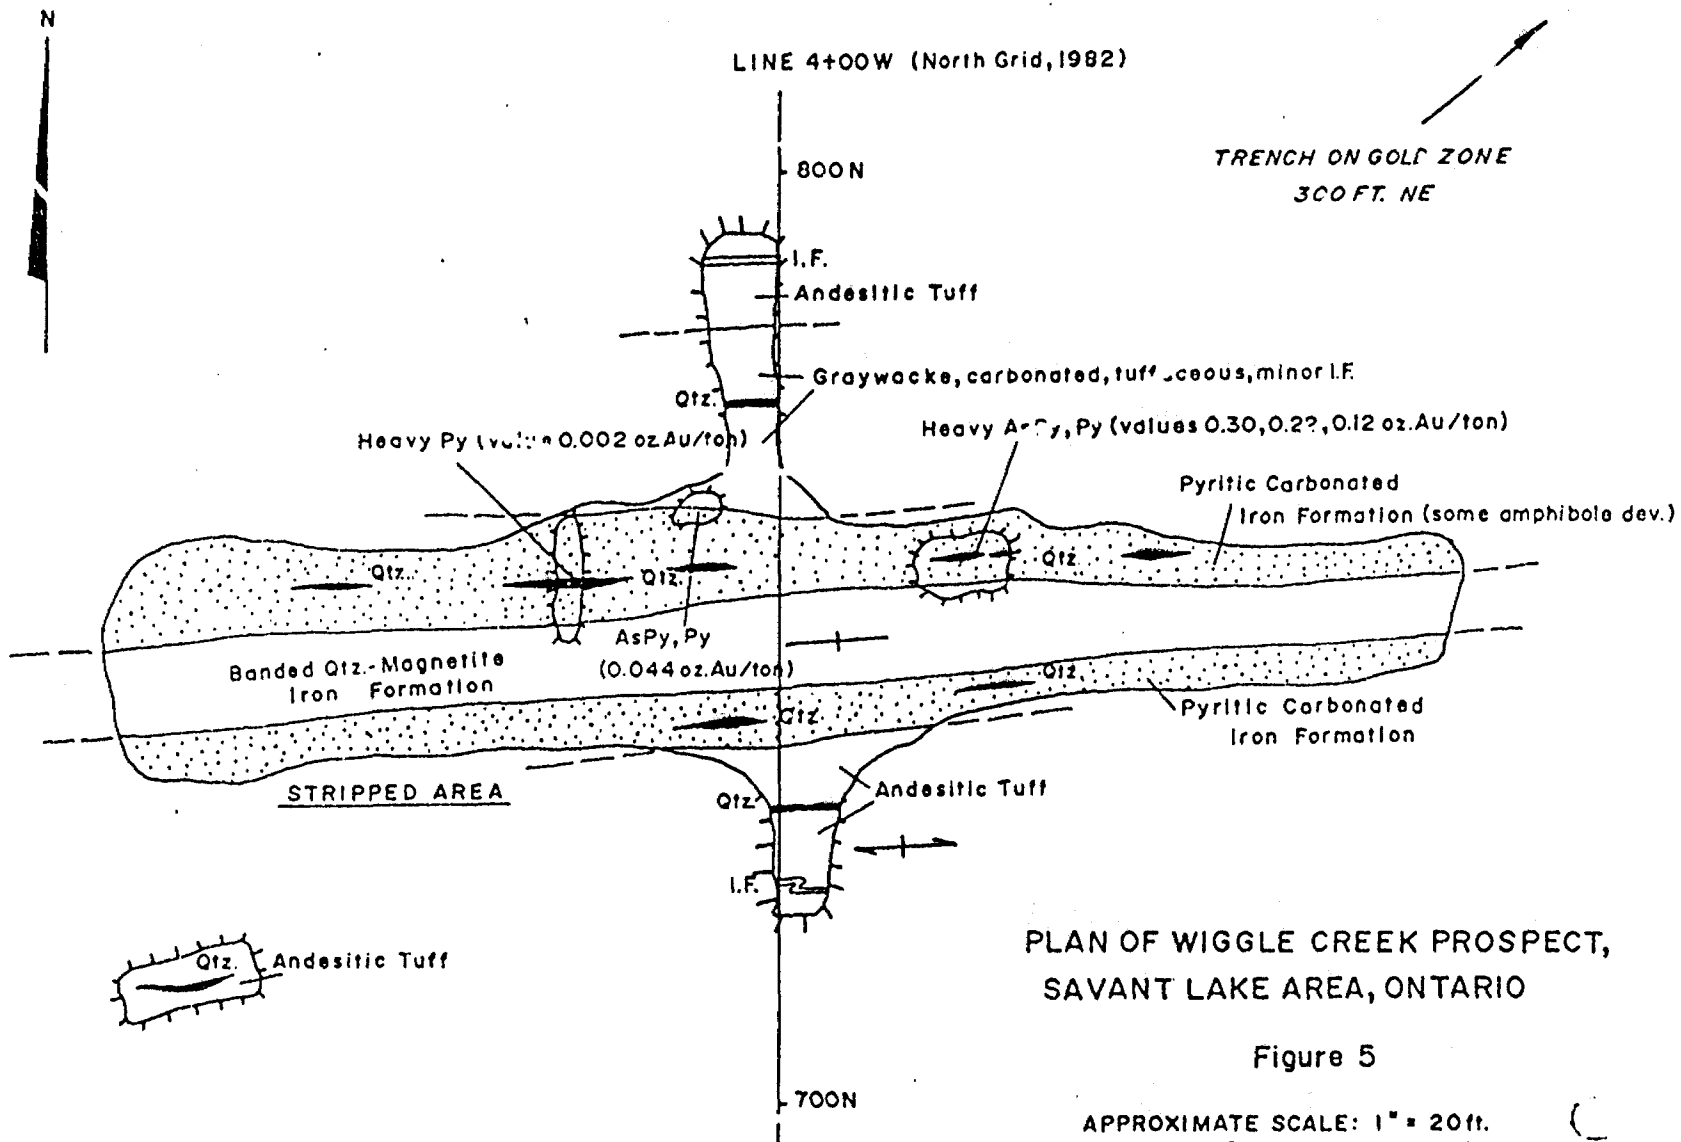 N
LINE 4+00W (North Grid, 1982)
TRENCH ON GOLD ZONE
300 FT. NE
800N
I.F.
Andesitic Tuff
Graywacke, carbonated, tuffaceous, minor I.F.
Qtz.
Heavy Py (value 0.002 oz Au/ton)
Heavy AsPy, Py (values 0.30, 0.12 oz. Au/ton)
Pyritic Carbonated
Iron Formation (some amphibole dev.)
Qtz.
Qtz.
Qtz.
AsPy, Py
(0.044 oz. Au/ton)
Banded Qtz.-Magnetite
Iron Formation
Qtz.
Qtz.
Pyritic Carbonated
Iron Formation
STRIPPED AREA
Qtz.
Andesitic Tuff
I.F.
Qtz.
Andesitic Tuff
PLAN OF WIGGLE CREEK PROSPECT,
SAVANT LAKE AREA, ONTARIO
Figure 5
700N
APPROXIMATE SCALE: 1" = 20 ft.